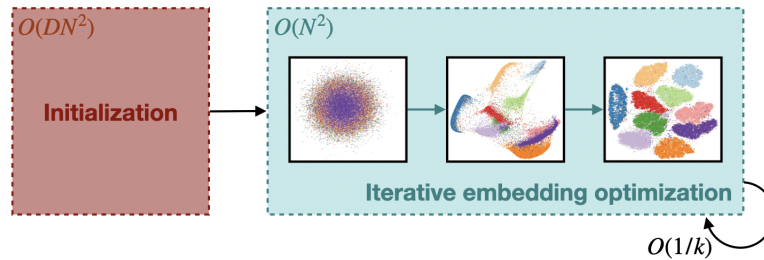 O(DN²)
Initialization
O(N²)
Iterative embedding optimization
O(1/k)